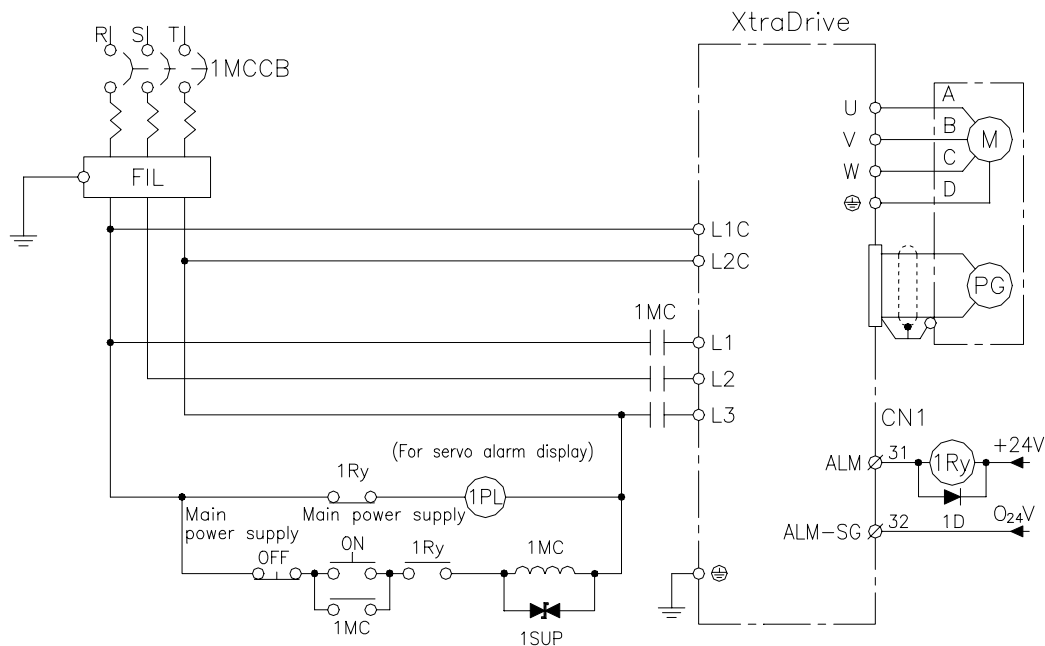 XtraDrive
R S T
1MCCB
FIL
U
V
W
A
B
C
D
M
L1C
L2C
PG
1MC
L1
L2
L3
CN1
(For servo alarm display)
1Ry
1PL
ALM
31
1Ry
+24V
Main
power supply
Main power supply
ALM-SG
32
1D
O24V
OFF
ON
1Ry
1MC
1MC
1SUP